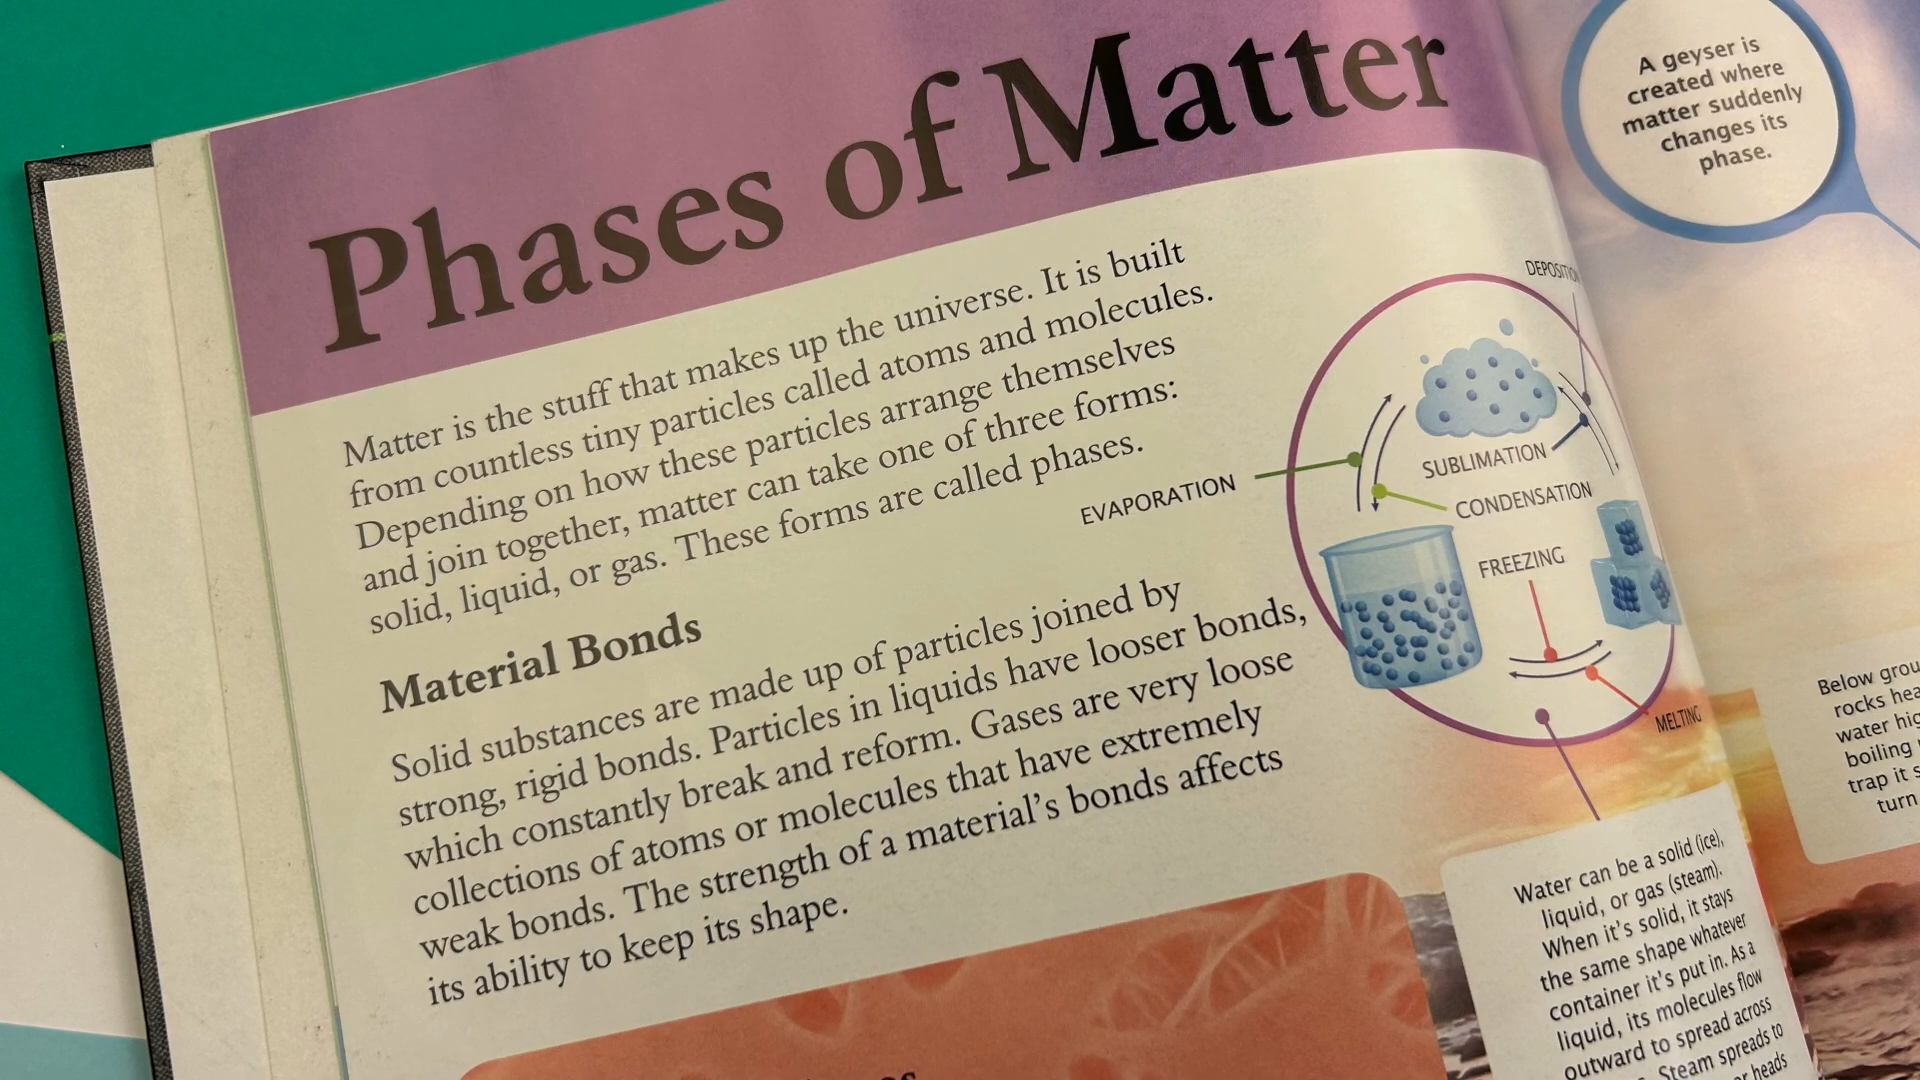 Phases of Matter
Matter is the stuff that makes up the universe. It is built
from countless tiny particles called atoms and molecules.
Depending on how these particles arrange themselves
and join together, matter can take one of three forms:
solid, liquid, or gas. These forms are called phases.
Material Bonds
Solid substances are made up of particles joined by
strong, rigid bonds. Particles in liquids have looser bonds,
which constantly break and reform. Gases are very loose
collections of atoms or molecules that have extremely
weak bonds. The strength of a material's bonds affects
its ability to keep its shape.
EVAPORATION
SUBLIMATION
CONDENSATION
FREEZING
MELTING
Water can be a solid (ice),
liquid, or gas (steam).
When it's solid, it stays
the same shape whatever
container it's put in. As a
liquid, its molecules flow
outward to spread across
Steam spreads to
heads
A geyser is
created where
matter suddenly
changes its
phase.
Below
rocks
water
boiling
trap it
turn